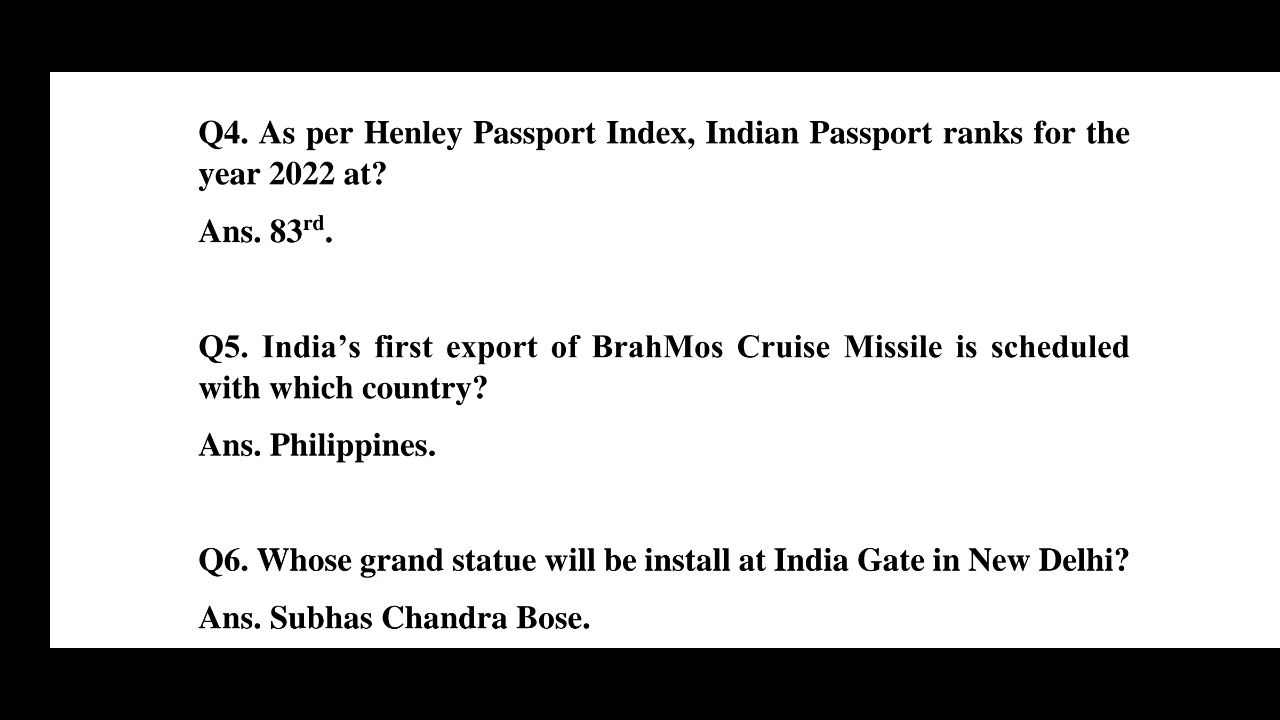 Q4. As per Henley Passport Index, Indian Passport ranks for the
year 2022 at?
Ans. 83rd.
Q5. India’s first export of BrahMos Cruise Missile is scheduled
with which country?
Ans. Philippines.
Q6. Whose grand statue will be install at India Gate in New Delhi?
Ans. Subhas Chandra Bose.